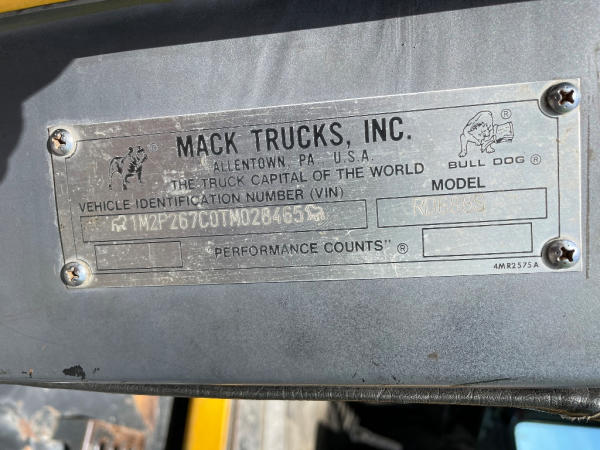 MACK TRUCKS, INC.
ALLENTOWN, PA U.S.A.
THE TRUCK CAPITAL OF THE WORLD
®
®
BULL DOG ®
VEHICLE IDENTIFICATION NUMBER (VIN)
MODEL
1M2P267C0TM028465
"PERFORMANCE COUNTS"®
4MR2575A